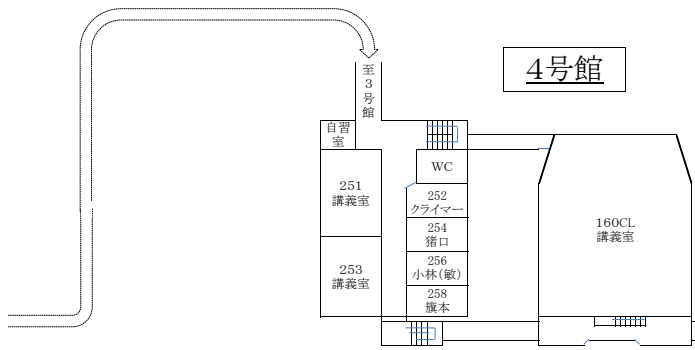 4号館
至3号館
自習
室
WC
251
講義室
252
クライマー
254
猪口
160CL
講義室
256
小林(敏)
253
講義室
258
籏本